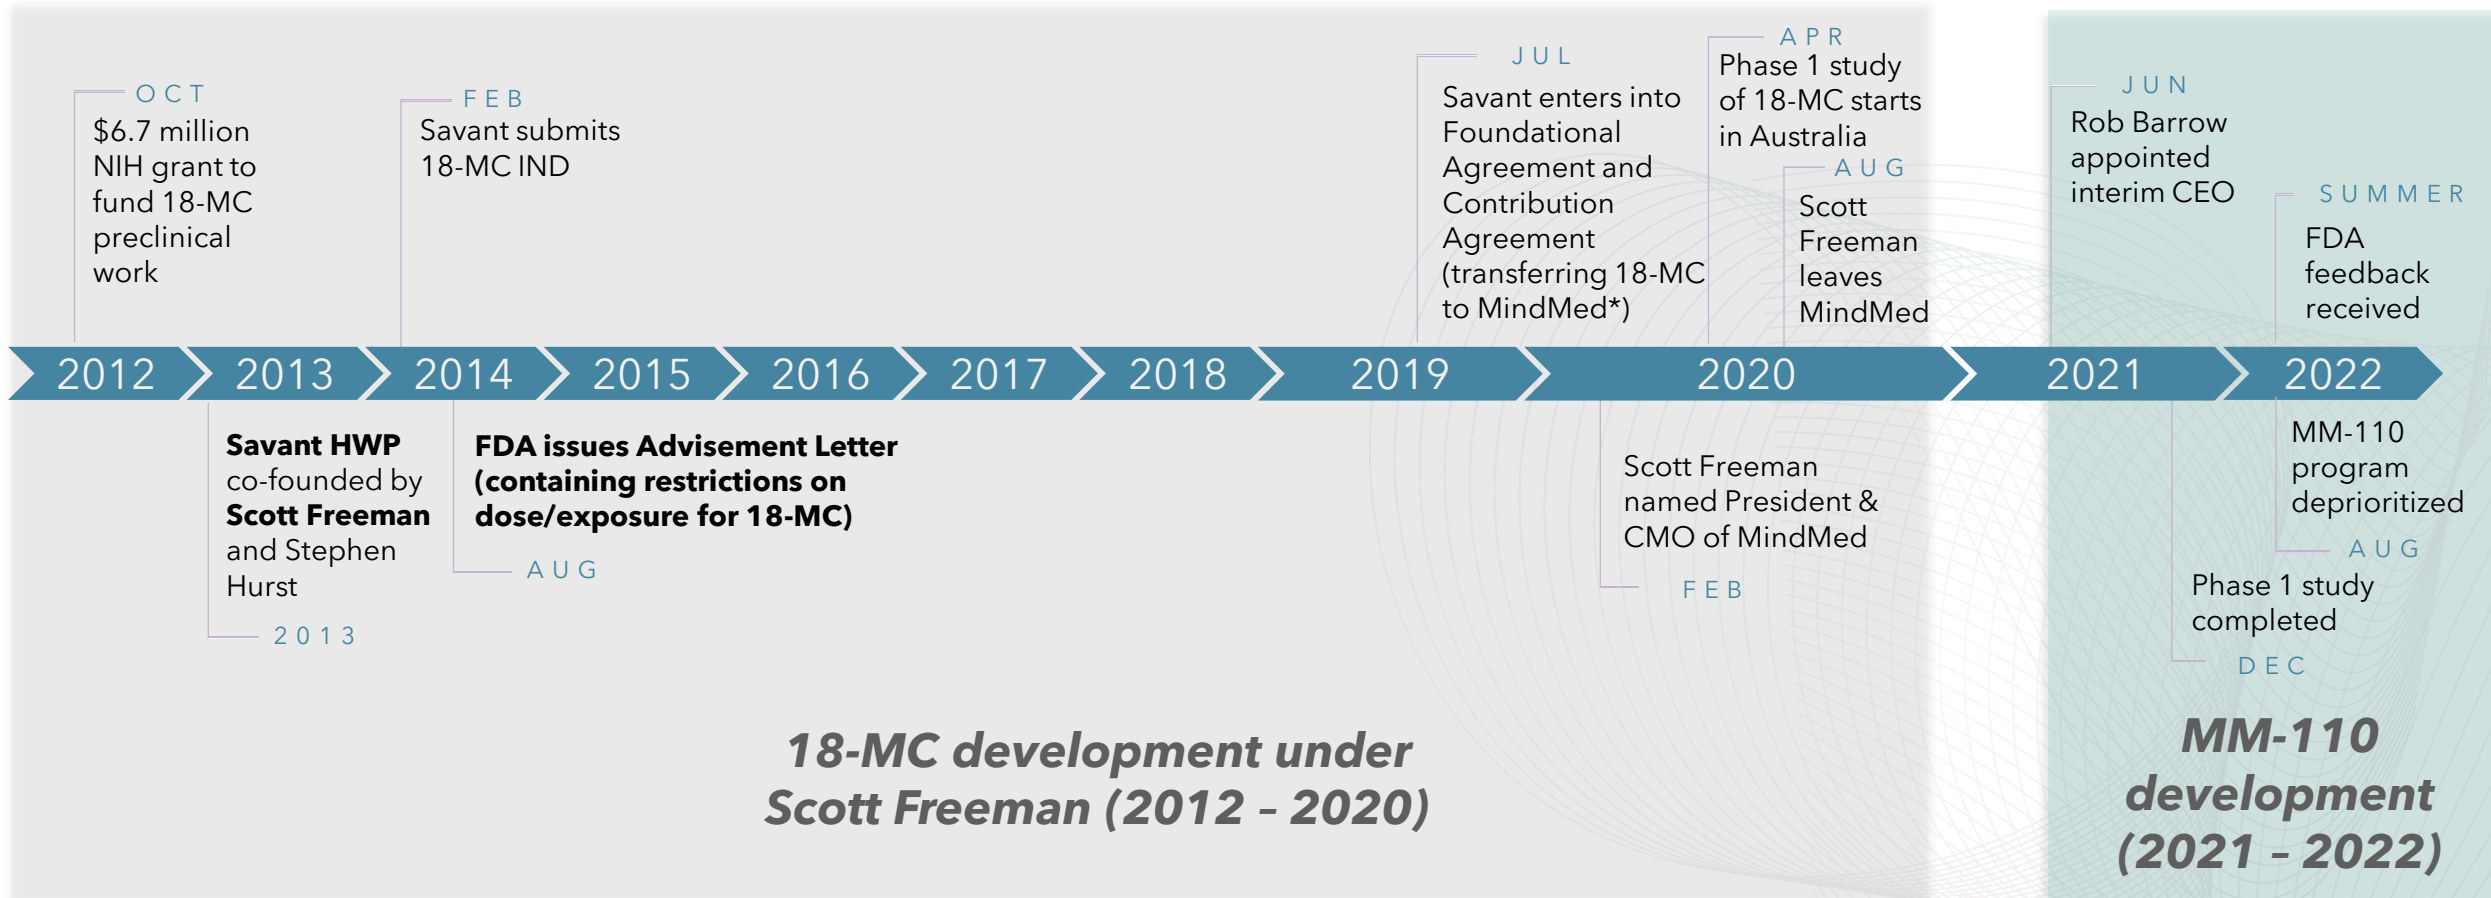 OCT
$6.7 million
NIH grant to
fund 18-MC
preclinical
work
FEB
Savant submits
18-MC IND
JUL
Savant enters into
Foundational
Agreement and
Contribution
Agreement
(transferring 18-MC
to MindMed*)
APR
Phase 1 study
of 18-MC starts
in Australia
AUG
Scott
Freeman
leaves
MindMed
JUN
Rob Barrow
appointed
interim CEO
SUMMER
FDA
feedback
received
2012 2013 2014 2015 2016 2017 2018 2019 2020 2021 2022
Savant HWP
co-founded by
Scott Freeman
and Stephen
Hurst
2013
FDA issues Advisement Letter
(containing restrictions on
dose/exposure for 18-MC)
AUG
Scott Freeman
named President &
CMO of MindMed
FEB
MM-110
program
deprioritized
AUG
Phase 1 study
completed
DEC
18-MC development under
Scott Freeman (2012 – 2020)
MM-110
development
(2021 – 2022)